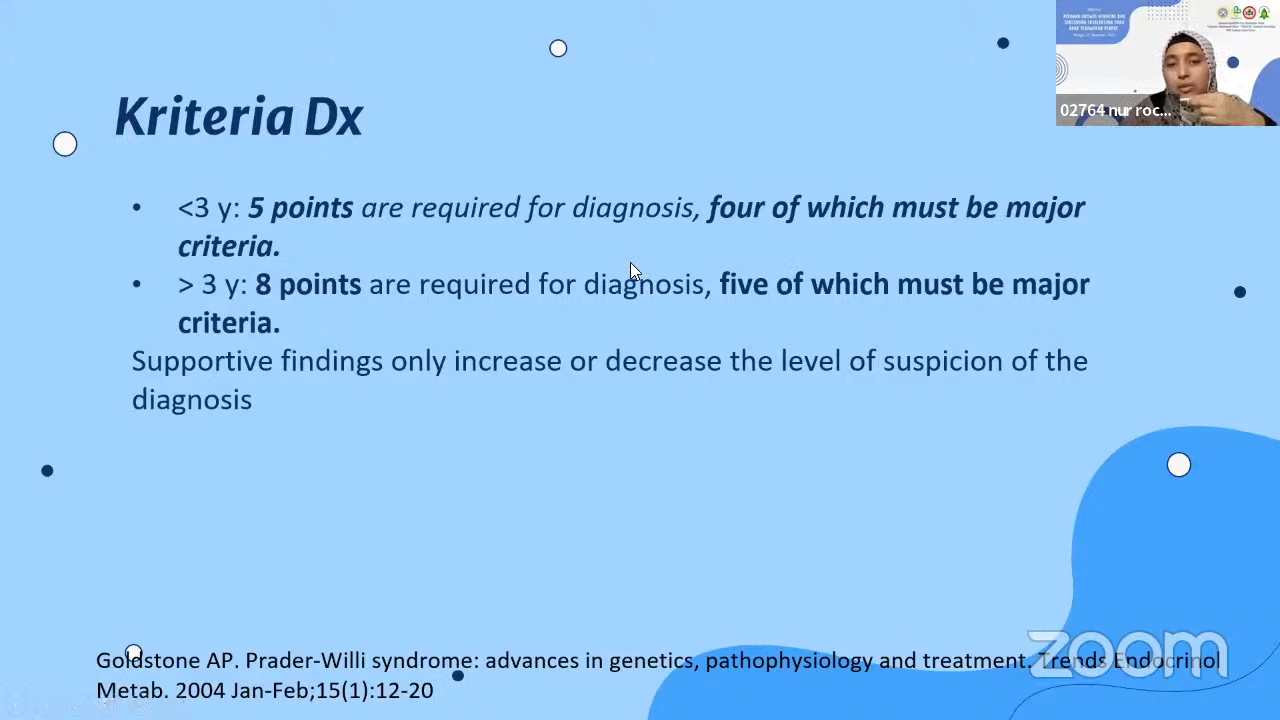 Kriteria Dx
02764 nur roc...
• <3 y: 5 points are required for diagnosis, four of which must be major
criteria.
• > 3 y: 8 points are required for diagnosis, five of which must be major
criteria.
Supportive findings only increase or decrease the level of suspicion of the
diagnosis
zoom
Goldstone AP. Prader-Willi syndrome: advances in genetics, pathophysiology and treatment. Trends Endocrinol
Metab. 2004 Jan-Feb;15(1):12-20